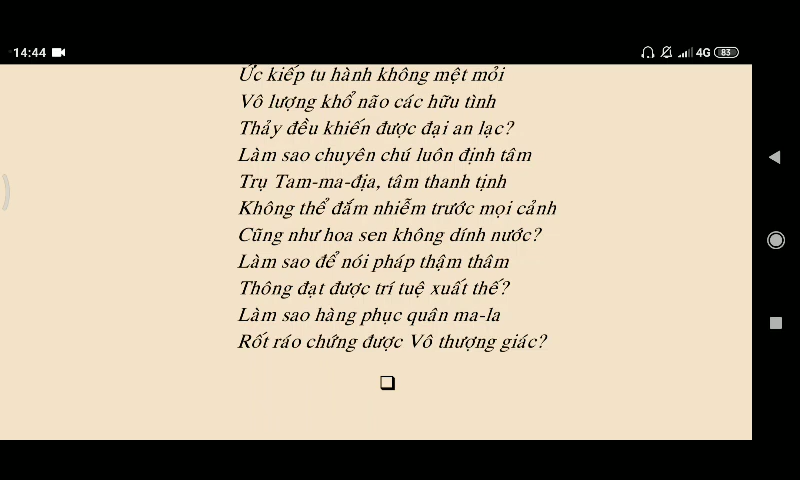 14:44
4G 83
Ức kiếp tu hành không mệt mỏi
Vô lượng khổ não các hữu tình
Thảy đều khiến được đại an lạc?
Làm sao chuyên chú luôn định tâm
Trụ Tam-ma-địa, tâm thanh tịnh
Không thể đắm nhiễm trước mọi cảnh
Cũng như hoa sen không dính nước?
Làm sao để nói pháp thậm thâm
Thông đạt được trí tuệ xuất thế?
Làm sao hàng phục quân ma-la
Rốt ráo chứng được Vô thượng giác?